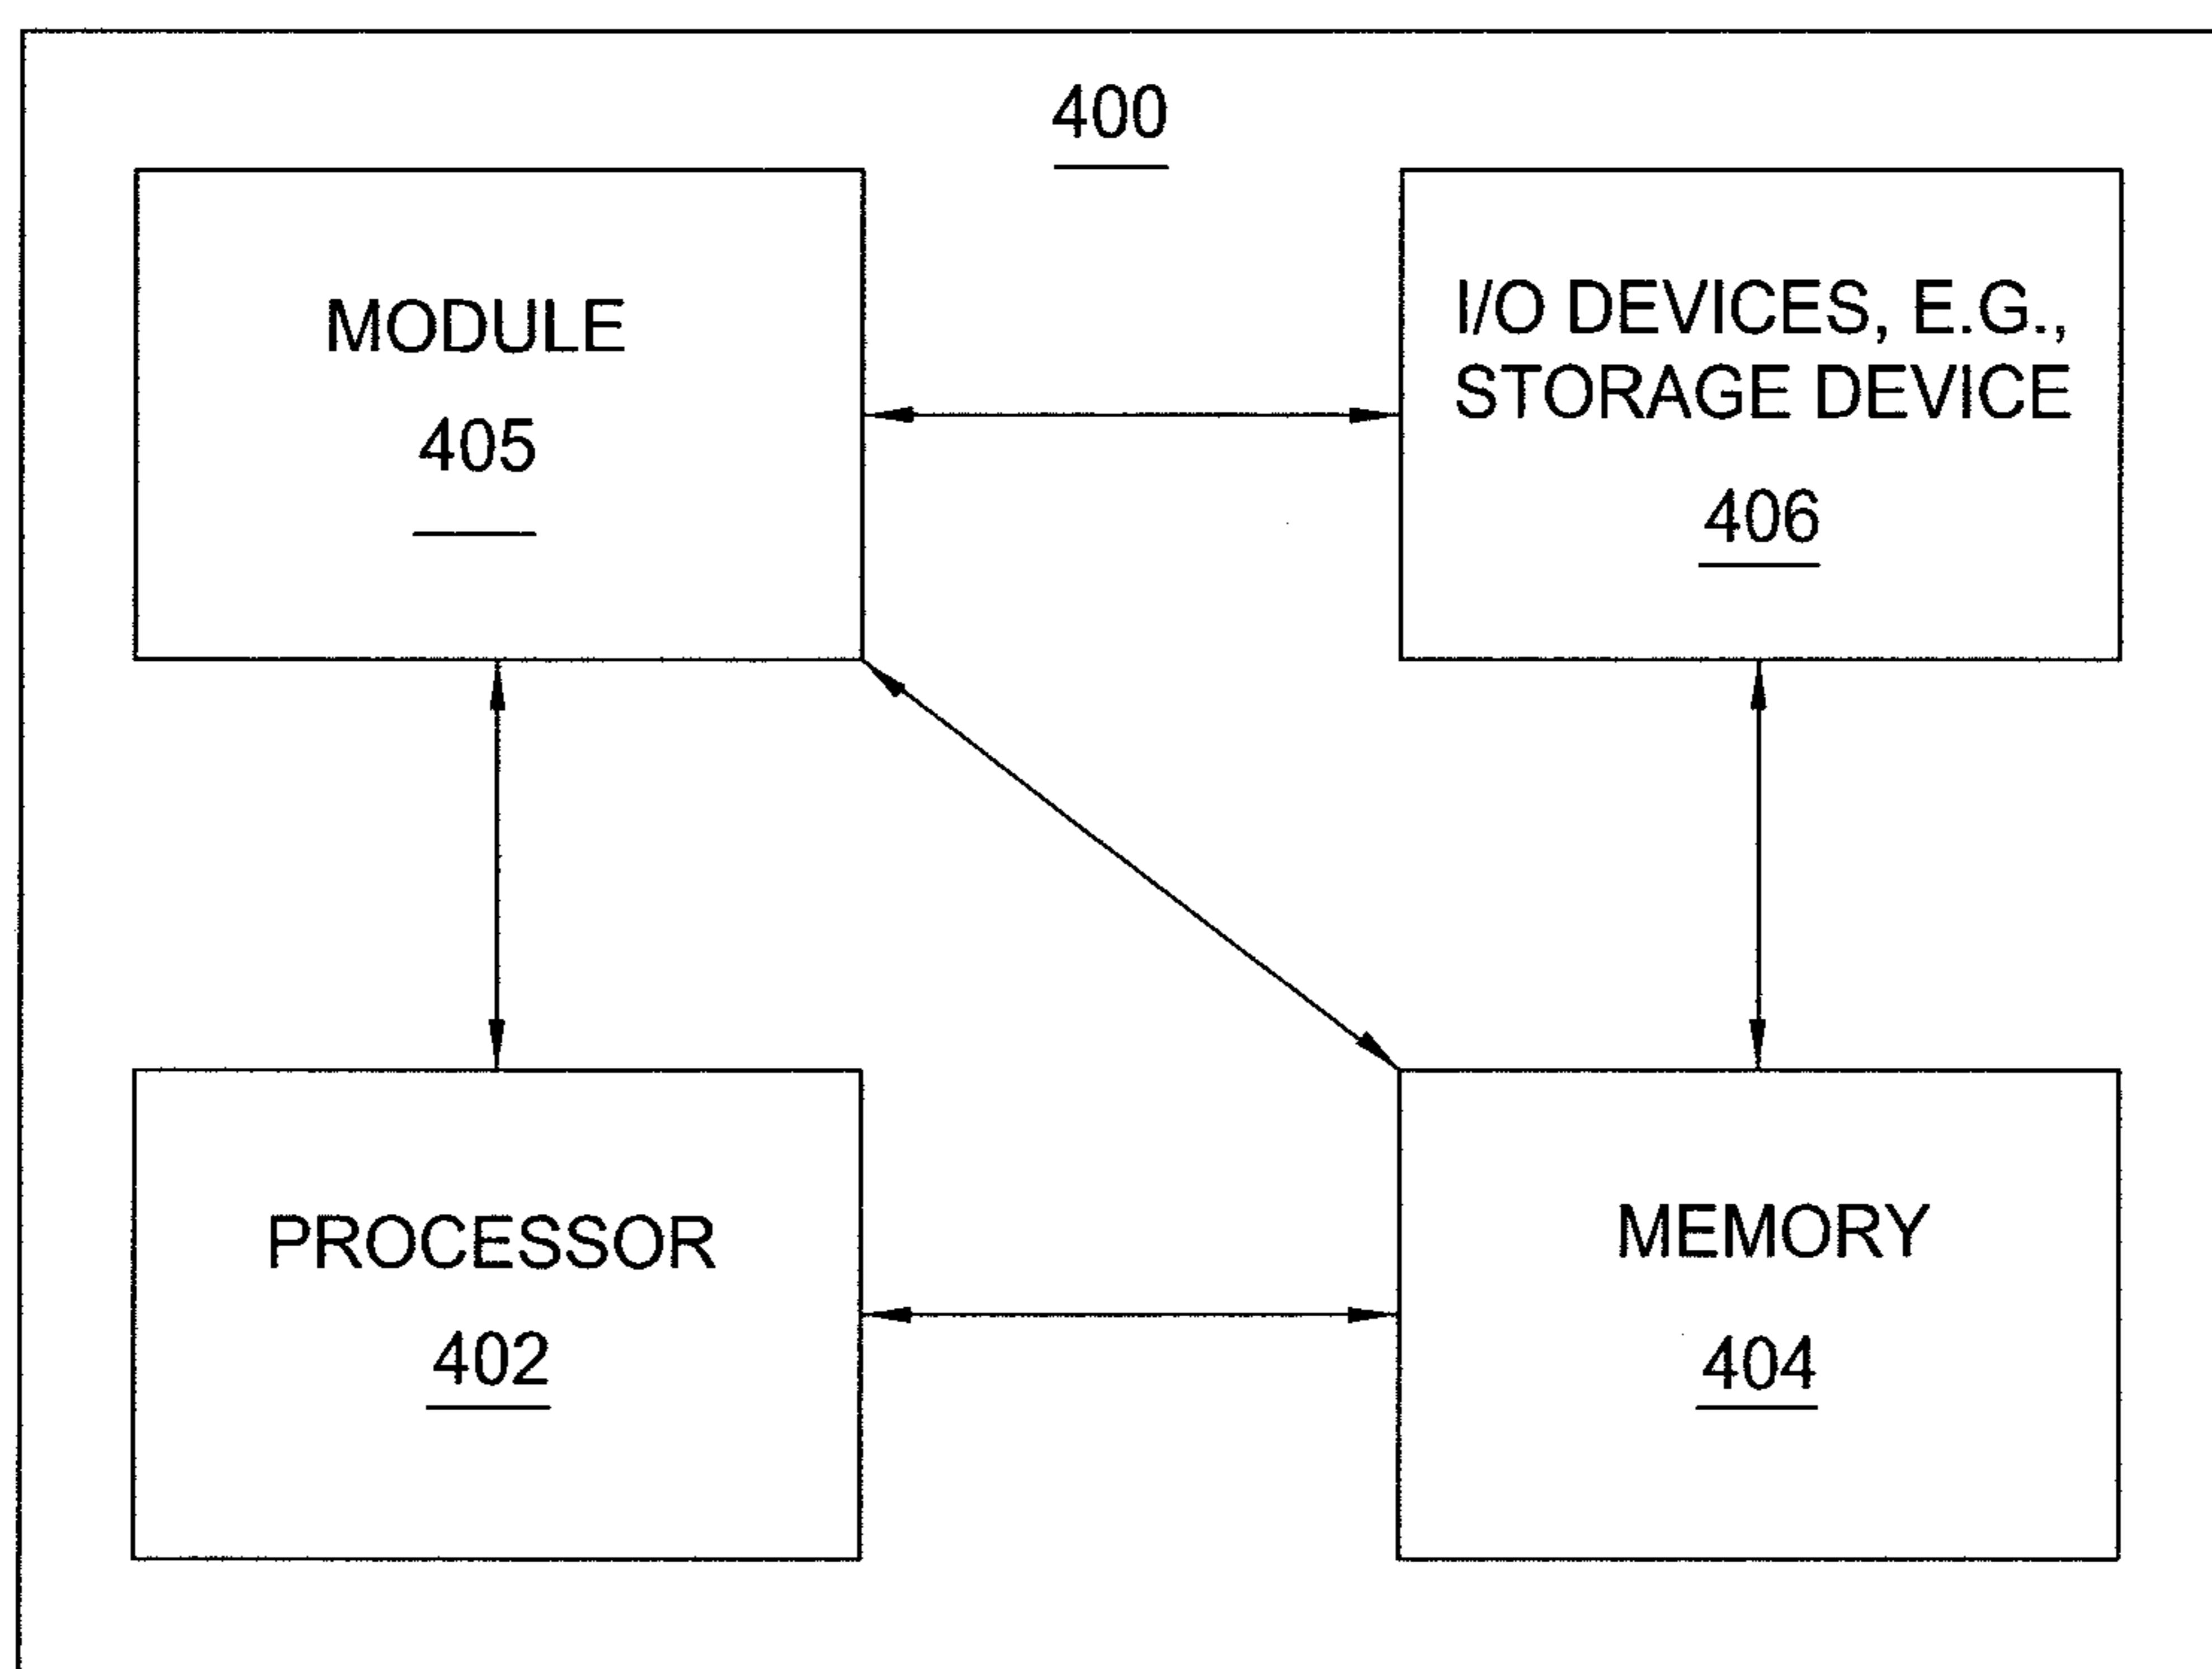 400
MODULE
405
I/O DEVICES, E.G.,
STORAGE DEVICE
406
PROCESSOR
402
MEMORY
404